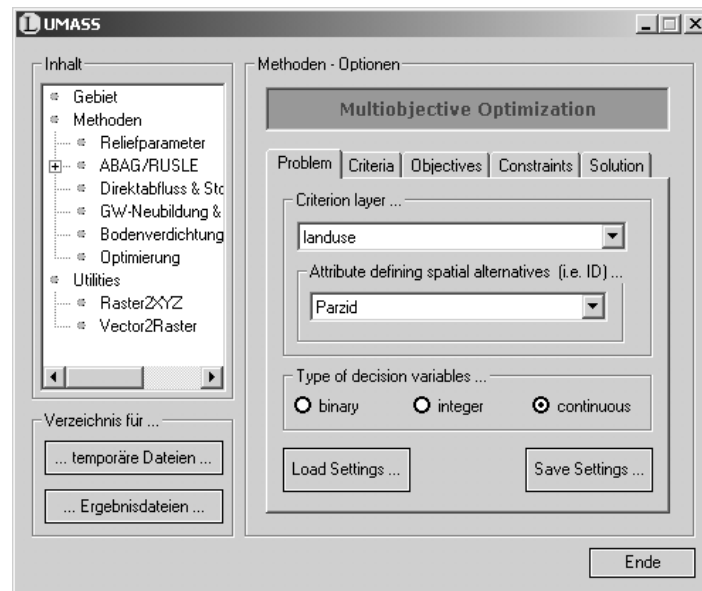 UMASS
Inhalt
Gebiet
Methoden
Reliefparameter
ABAG/RUSLE
Direktabfluss & Sto
GW-Neubildung &
Bodenverdichtung
Optimierung
Utilities
Raster2XYZ
Vector2Raster
Verzeichnis für ...
... temporäre Dateien ...
... Ergebnisdateien ...
Methoden - Optionen
Multiobjective Optimization
Problem Criteria Objectives Constraints Solution
Criterion layer ...
landuse
Attribute defining spatial alternatives (i.e. ID) ...
Parzid
Type of decision variables ...
binary integer continuous
Load Settings ... Save Settings ...
Ende